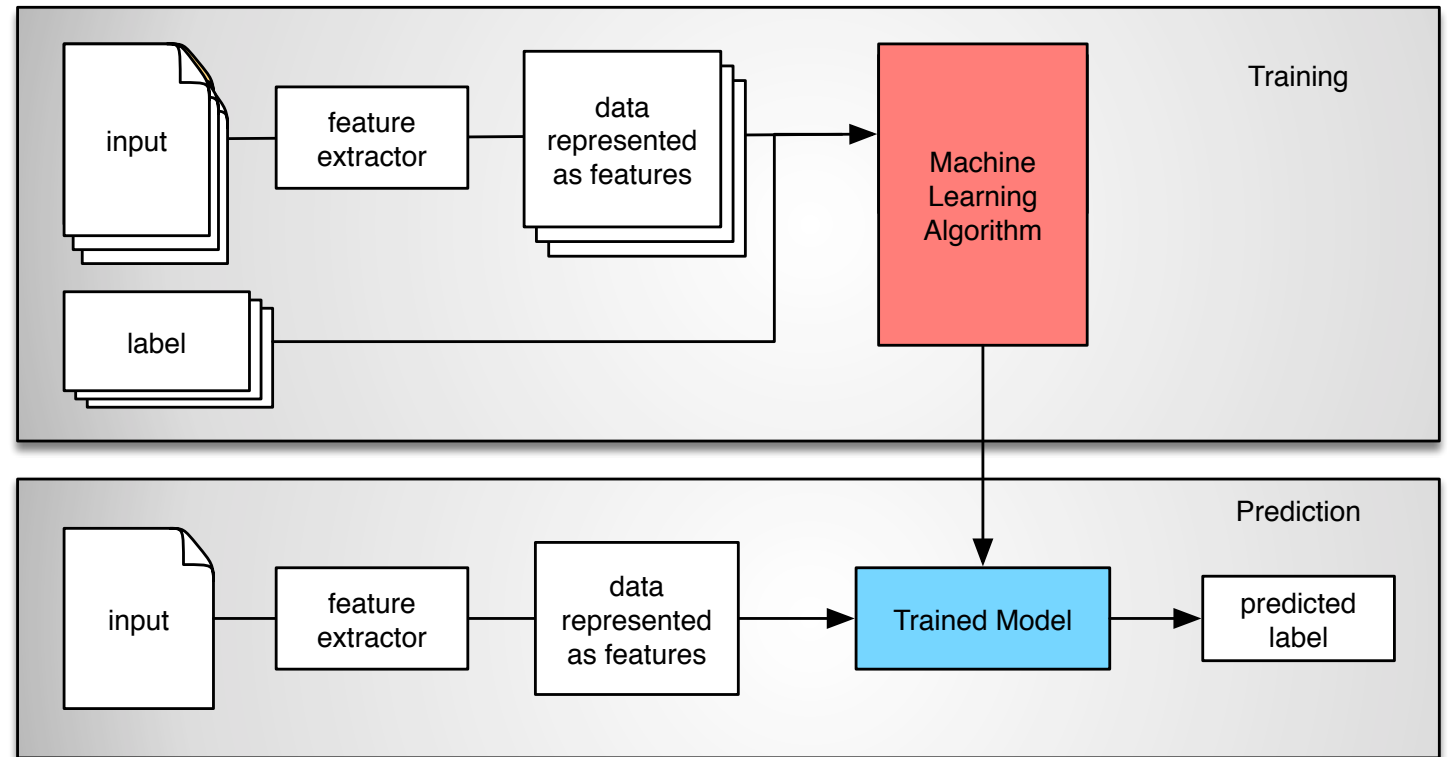 Training
input
feature
extractor
data
represented
as features
Machine
Learning
Algorithm
label
Prediction
input
feature
extractor
data
represented
as features
Trained Model
predicted
label